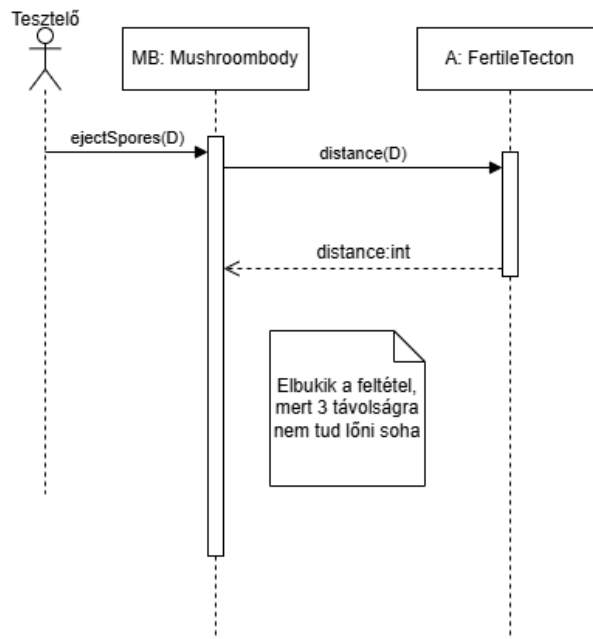 Tesztelő
MB: Mushroombody
A: FertileTecton
ejectSpores(D)
distance(D)
distance:int
Elbukik a feltétel,
mert 3 távolságra
nem tud lőni soha